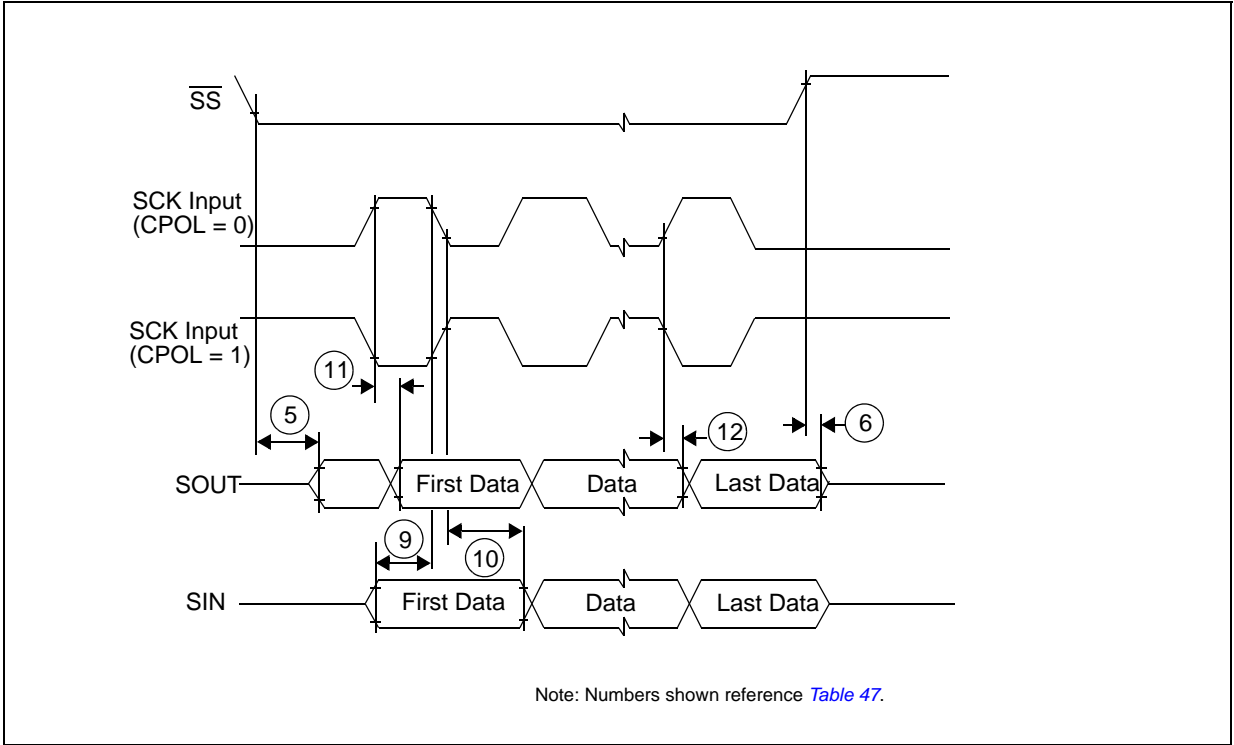 SS
SCK Input
(CPOL = 0)
SCK Input
(CPOL = 1)
11
5
12
6
SOUT
First Data
Data
Last Data
9
10
SIN
First Data
Data
Last Data
Note: Numbers shown reference Table 47.